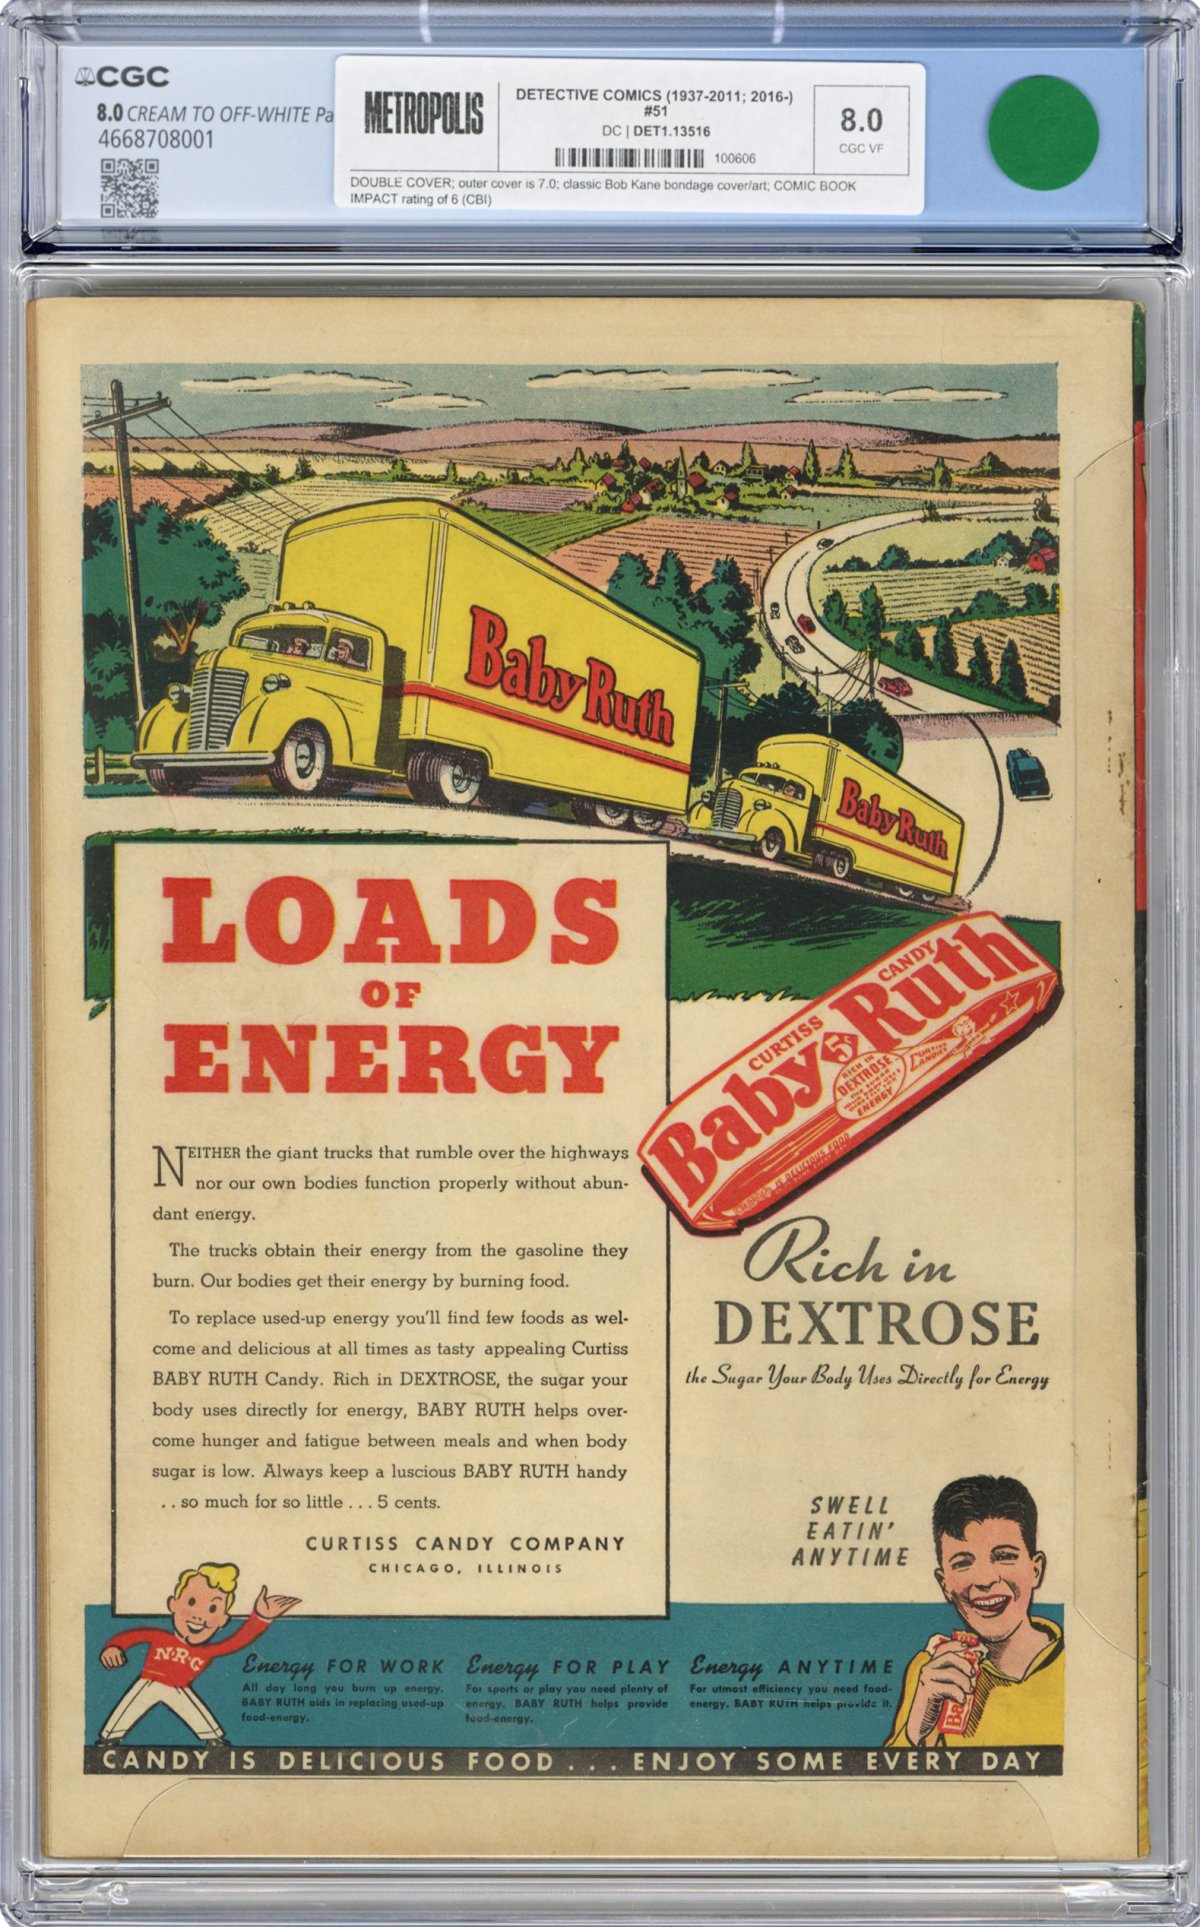 CGC
8.0 CREAM TO OFF-WHITE Pa
4668708001
METROPOLIS
DETECTIVE COMICS (1937-2011; 2016-)
#51
DC | DET1.13516
100606
8.0
CGC VF
DOUBLE COVER; outer cover is 7.0; classic Bob Kane bondage cover/art; COMIC BOOK
IMPACT rating of 6 (CBI)
Baby Ruth
Baby Ruth
LOADS
OF
ENERGY
CURTISS
CANDY
Baby Ruth
5¢
RICH IN
DEXTROSE
ENERGY
CURTISS
NEITHER the giant trucks that rumble over the highways
nor our own bodies function properly without abun-
dant energy.
The trucks obtain their energy from the gasoline they
burn. Our bodies get their energy by burning food.
To replace used-up energy you'll find few foods as wel-
come and delicious at all times as tasty appealing Curtiss
BABY RUTH Candy. Rich in DEXTROSE, the sugar your
body uses directly for energy, BABY RUTH helps over-
come hunger and fatigue between meals and when body
sugar is low. Always keep a luscious BABY RUTH handy
. . so much for so little . . . 5 cents.
CURTISS CANDY COMPANY
CHICAGO, ILLINOIS
Rich in
DEXTROSE
the Sugar Your Body Uses Directly for Energy
SWELL
EATIN'
ANYTIME
N-R-G
Energy FOR WORK
All day long you burn up energy.
BABY RUTH aids in replacing used-up
food-energy.
Energy FOR PLAY
For sports or play you need plenty of
energy. BABY RUTH helps provide
food-energy.
Energy ANYTIME
For utmost efficiency you need food-
energy. BABY RUTH helps provide it.
Ba
CANDY IS DELICIOUS FOOD . . . ENJOY SOME EVERY DAY